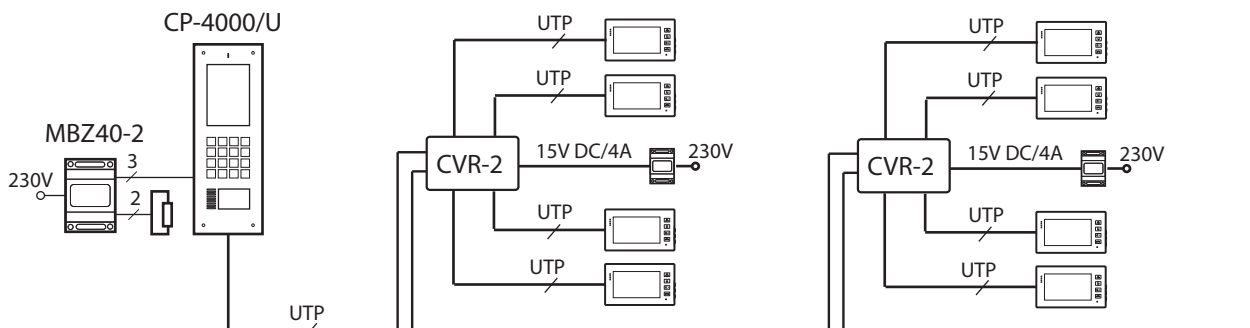 CP-4000/U
UTP
UTP
UTP
UTP
MBZ40-2
3
230V
2
CVR-2
15V DC/4A
230V
CVR-2
15V DC/4A
230V
UTP
UTP
UTP
UTP
UTP